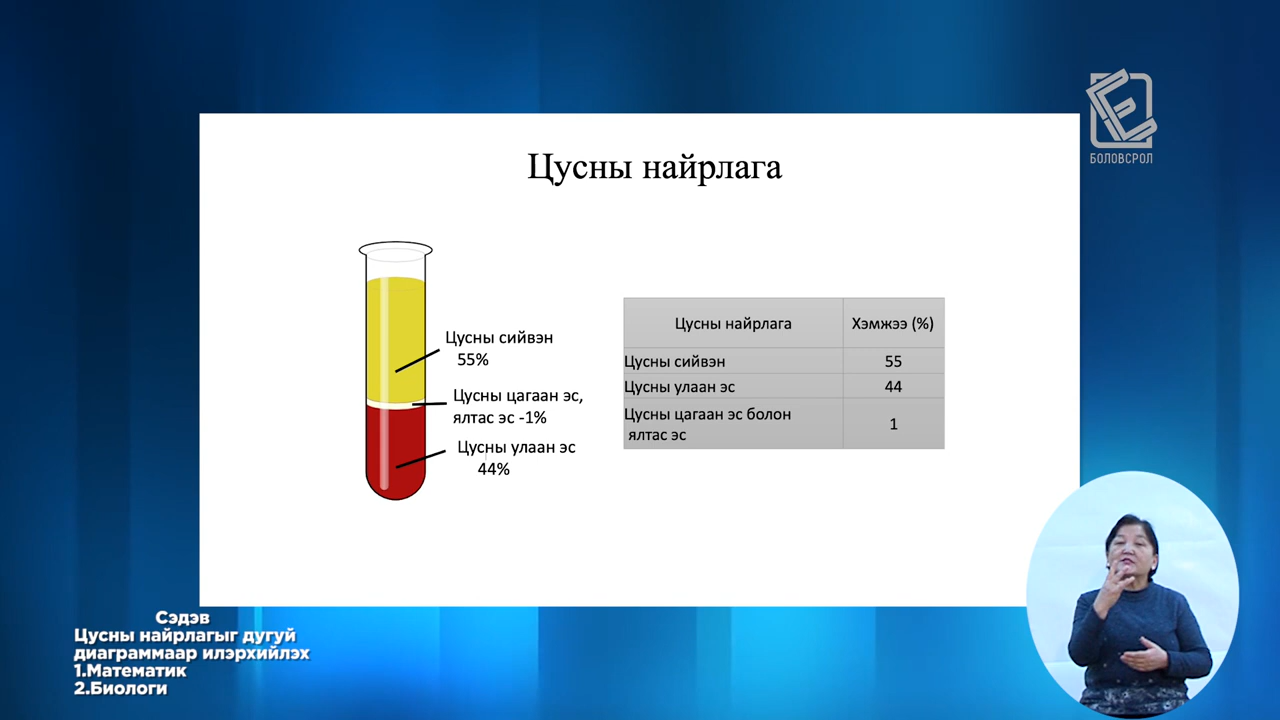 БОЛОВСРОЛ
Цусны найрлага
Цусны сийвэн
55%
Цусны цагаан эс,
ялтас эс -1%
Цусны улаан эс
44%
Цусны найрлага Хэмжээ (%)
Цусны сийвэн 55
Цусны улаан эс 44
Цусны цагаан эс болон
ялтас эс 1
Сэдэв
Цусны найрлагыг дугуй
диаграммаар илэрхийлэх
1.Математик
2.Биологи